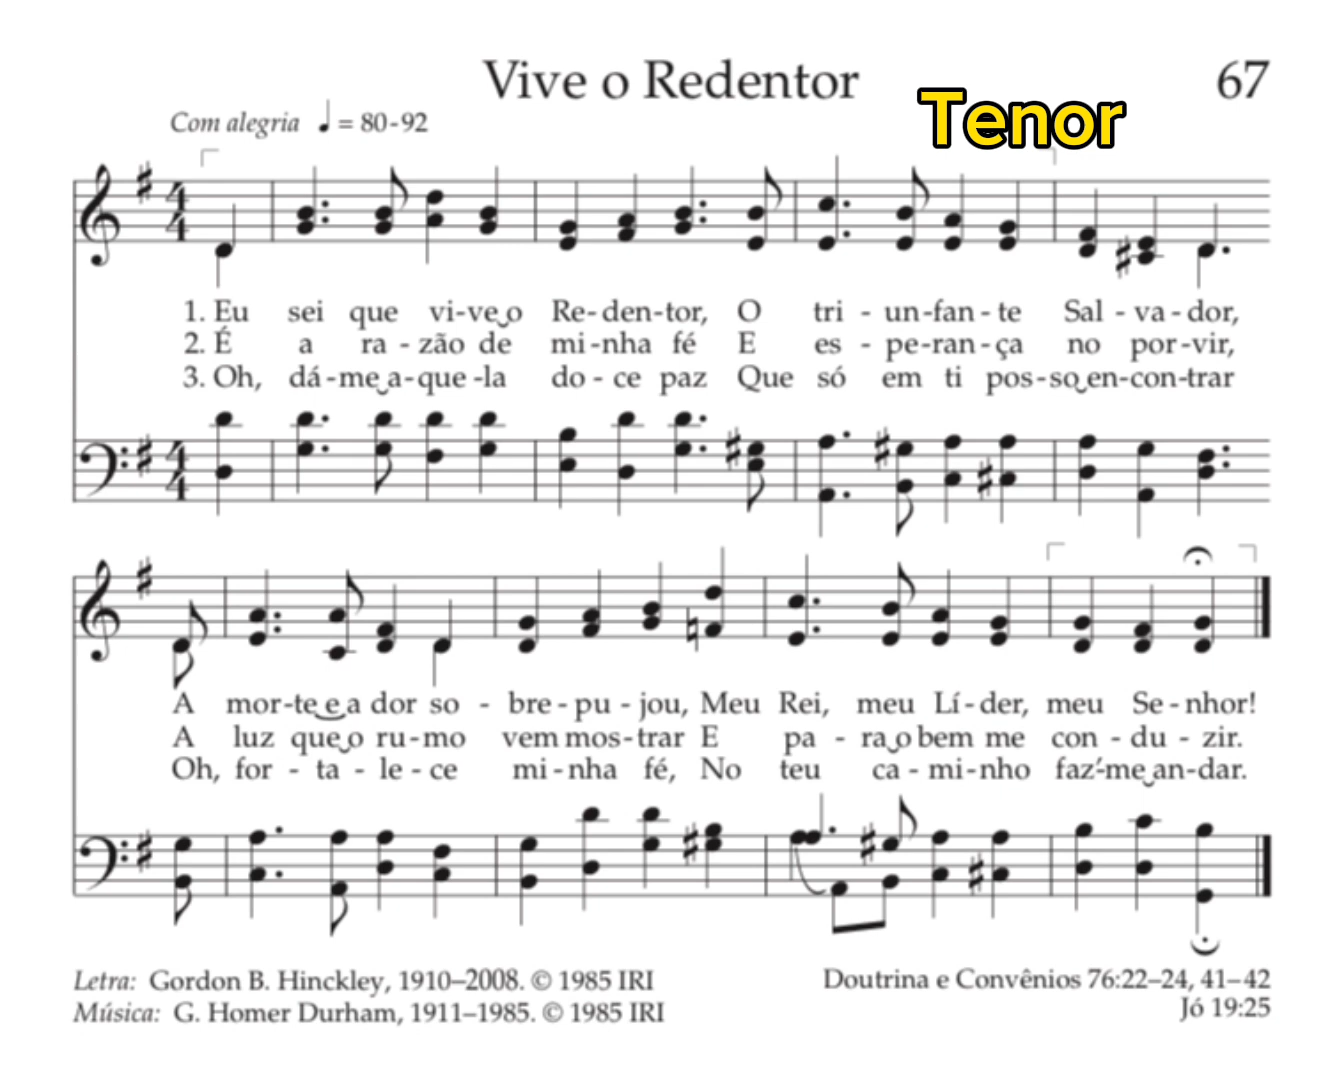 Vive o Redentor 67
Tenor
Com alegria ♩ = 80-92
1. Eu sei que vi-ve‿o Re-den-tor, O tri - un-fan-te Sal-va-dor,
2. É a ra-zão de mi-nha fé E es - pe-ran-ça no por-vir,
3. Oh, dá-me‿a-que-la do-ce paz Que só em ti pos-so‿en-con-trar
A mor-te‿e‿a dor so - bre-pu-jou, Meu Rei, meu Lí-der, meu Se-nhor!
A luz que‿o ru-mo vem mos-trar E pa - ra‿o bem me con-du-zir.
Oh, for-ta-le-ce mi-nha fé, No teu ca-mi-nho faz'-me‿an-dar.
Letra: Gordon B. Hinckley, 1910–2008. © 1985 IRI
Música: G. Homer Durham, 1911–1985. © 1985 IRI
Doutrina e Convênios 76:22–24, 41–42
Jó 19:25